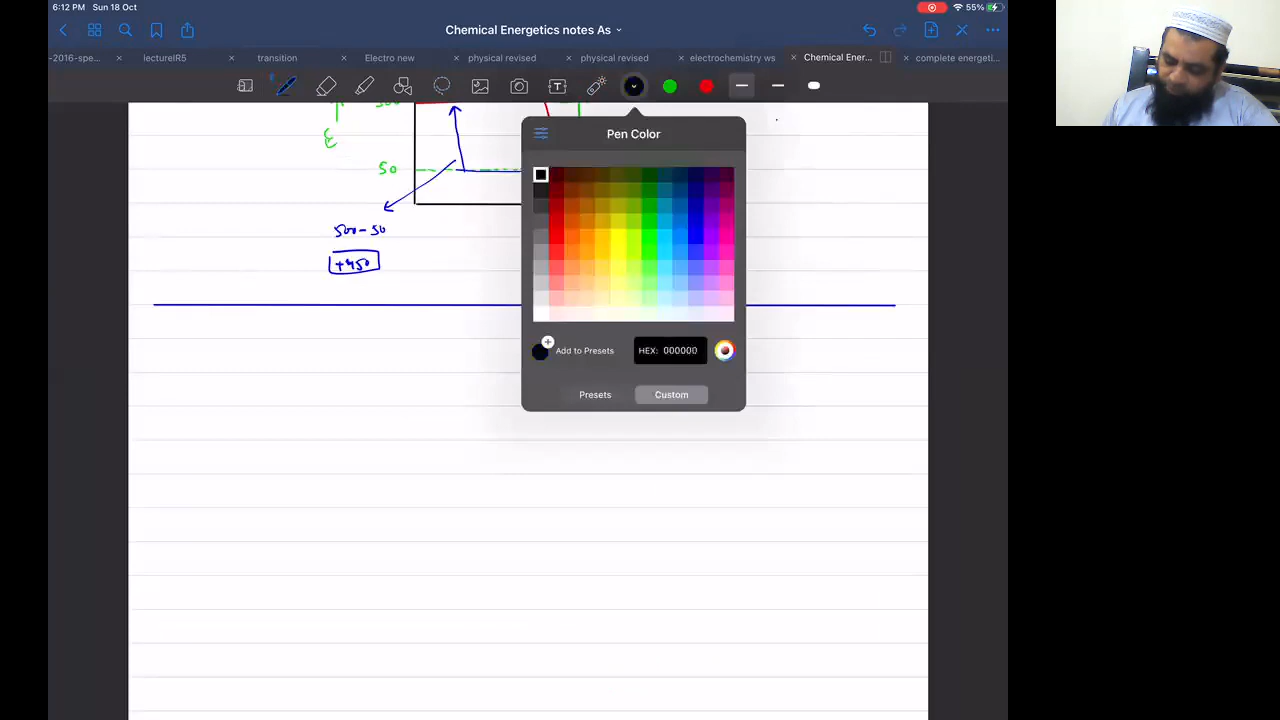 6:12 PM Sun 18 Oct
55%
Chemical Energetics notes As
-2016-spe...
lectureIR5
transition
Electro new
physical revised
physical revised
electrochemistry ws
Chemical Ener...
complete energeti...
T
E
50
500-50
+450
Pen Color
Add to Presets
HEX: 000000
Presets
Custom